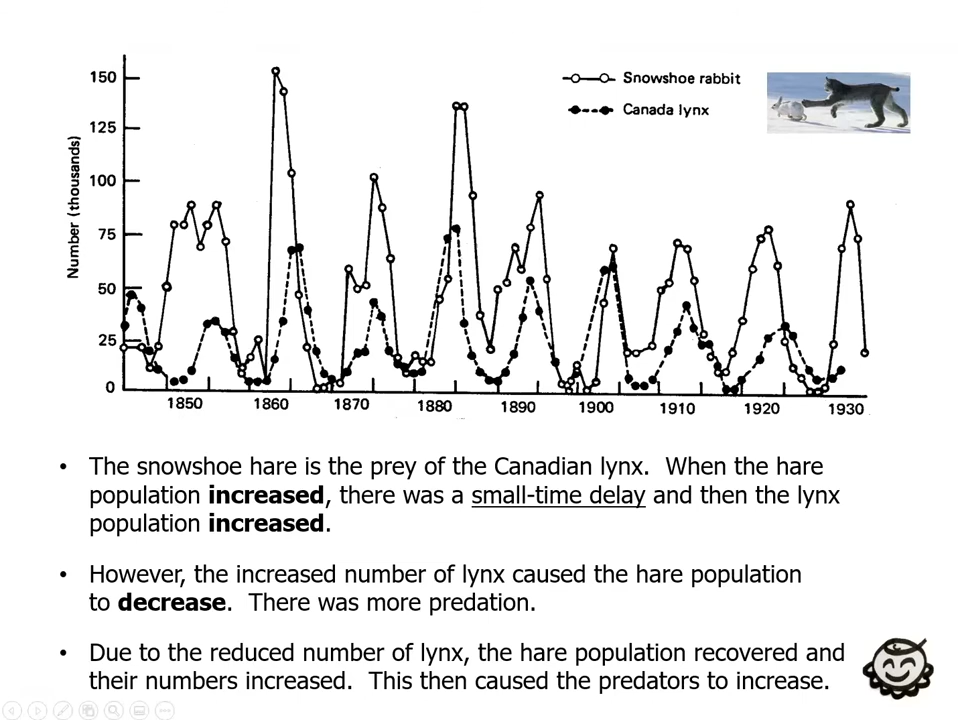 150
125
100
75
50
25
0
Number (thousands)
Snowshoe rabbit
Canada lynx
1850 1860 1870 1880 1890 1900 1910 1920 1930
• The snowshoe hare is the prey of the Canadian lynx. When the hare
population increased, there was a small-time delay and then the lynx
population increased.
• However, the increased number of lynx caused the hare population
to decrease. There was more predation.
• Due to the reduced number of lynx, the hare population recovered and
their numbers increased. This then caused the predators to increase.